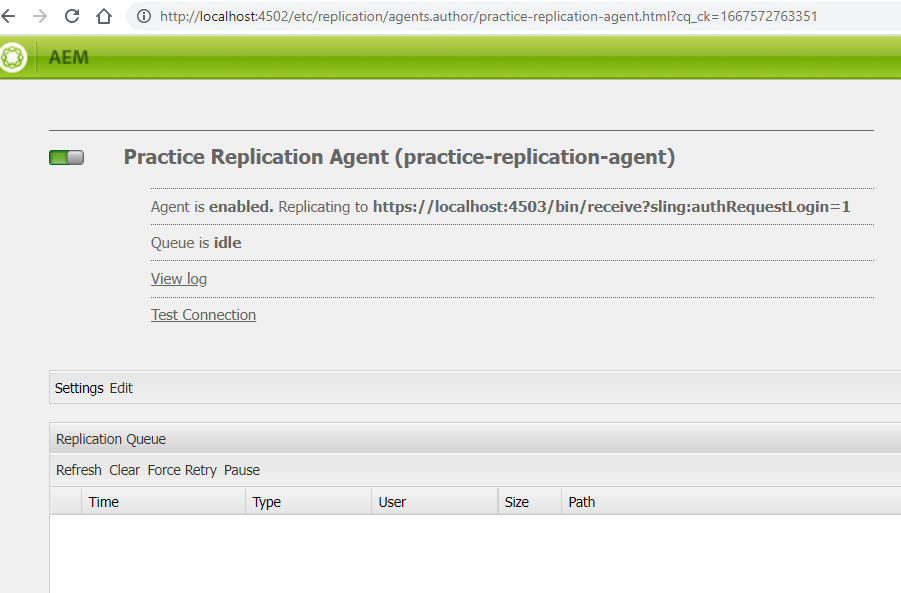 http://localhost:4502/etc/replication/agents.author/practice-replication-agent.html?cq_ck=1667572763351
AEM
Practice Replication Agent (practice-replication-agent)
Agent is enabled. Replicating to https://localhost:4503/bin/receive?sling:authRequestLogin=1
Queue is idle
View log
Test Connection
Settings Edit
Replication Queue
Refresh Clear Force Retry Pause
Time Type User Size Path